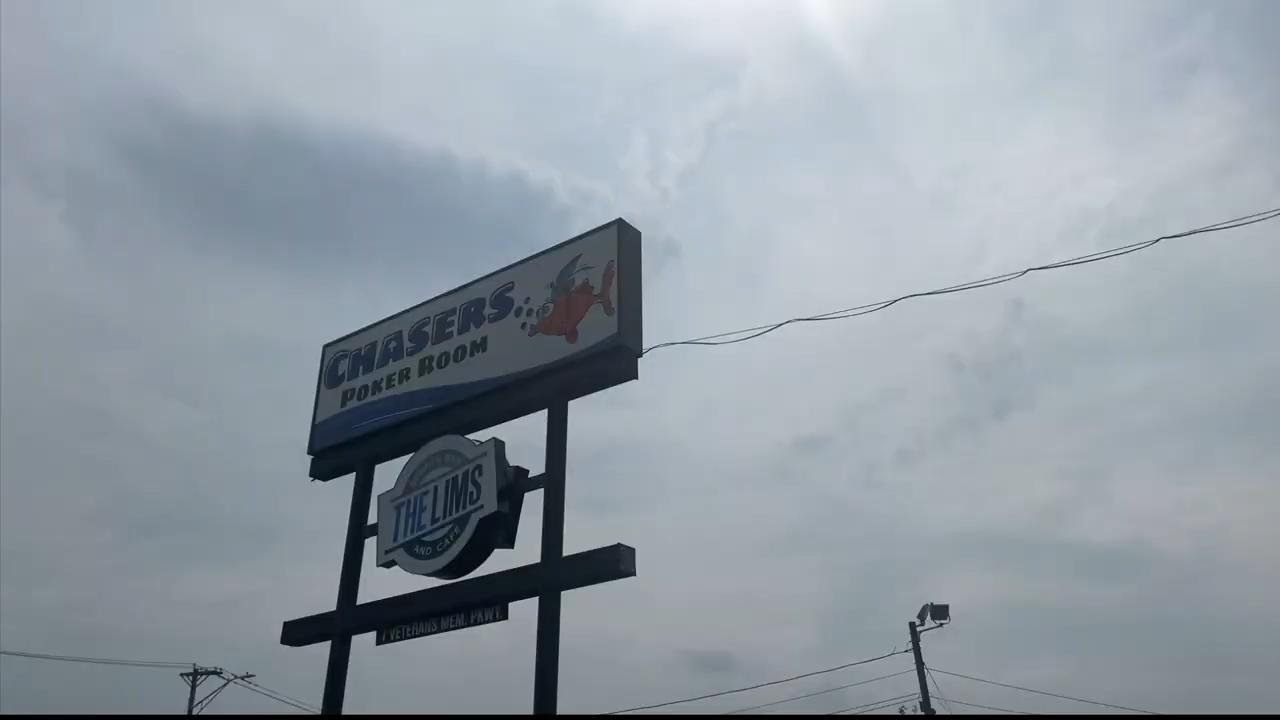 CHASERS
POKER ROOM
THE LIMS
AND CAFE
7 VETERANS MEM. PKWY.